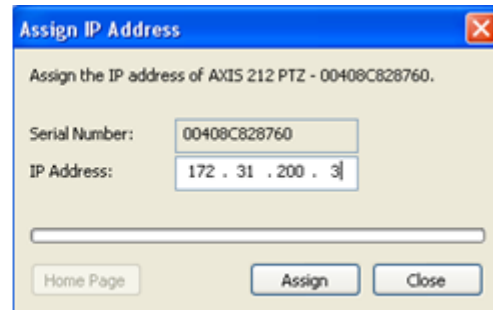 Assign IP Address
Assign the IP address of AXIS 212 PTZ - 00408C828760.
Serial Number: 00408C828760
IP Address: 172 . 31 . 200 . 3
Home Page Assign Close